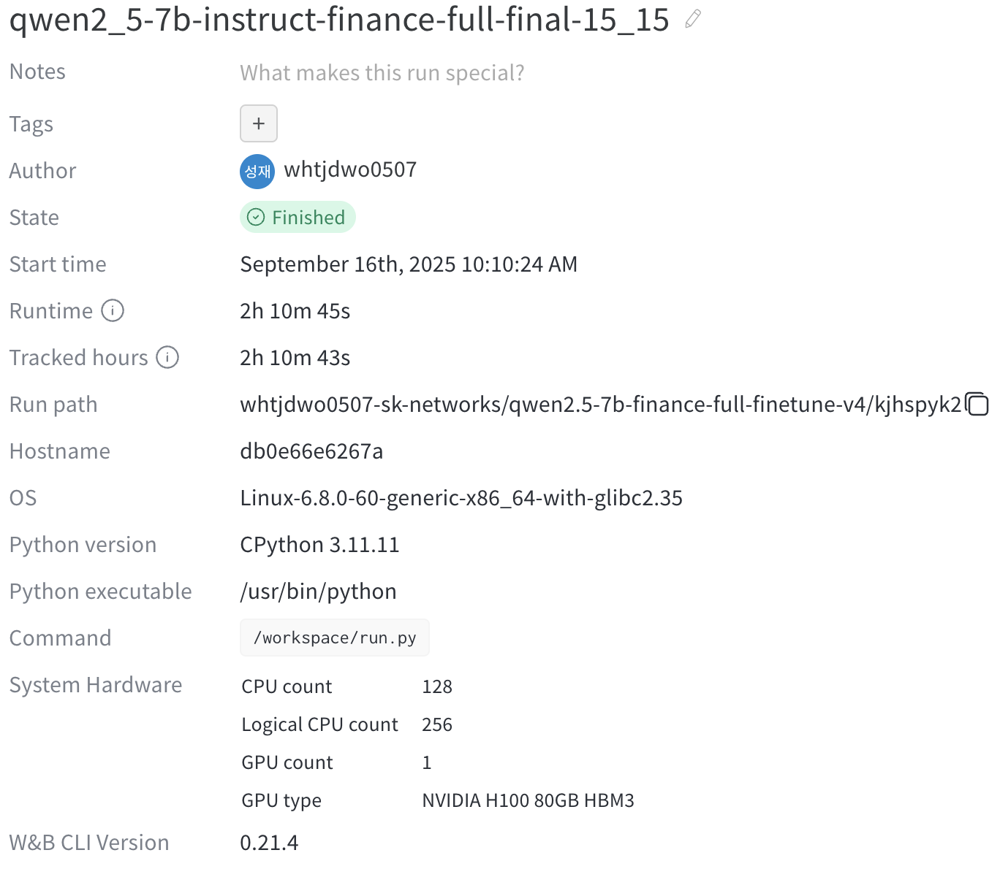 qwen2_5-7b-instruct-finance-full-final-15_15
Notes What makes this run special?
Tags +
Author 성재 whtjdwo0507
State Finished
Start time September 16th, 2025 10:10:24 AM
Runtime i 2h 10m 45s
Tracked hours i 2h 10m 43s
Run path whtjdwo0507-sk-networks/qwen2.5-7b-finance-full-finetune-v4/kjhspyk2
Hostname db0e66e6267a
OS Linux-6.8.0-60-generic-x86_64-with-glibc2.35
Python version CPython 3.11.11
Python executable /usr/bin/python
Command /workspace/run.py
System Hardware CPU count 128
Logical CPU count 256
GPU count 1
GPU type NVIDIA H100 80GB HBM3
W&B CLI Version 0.21.4